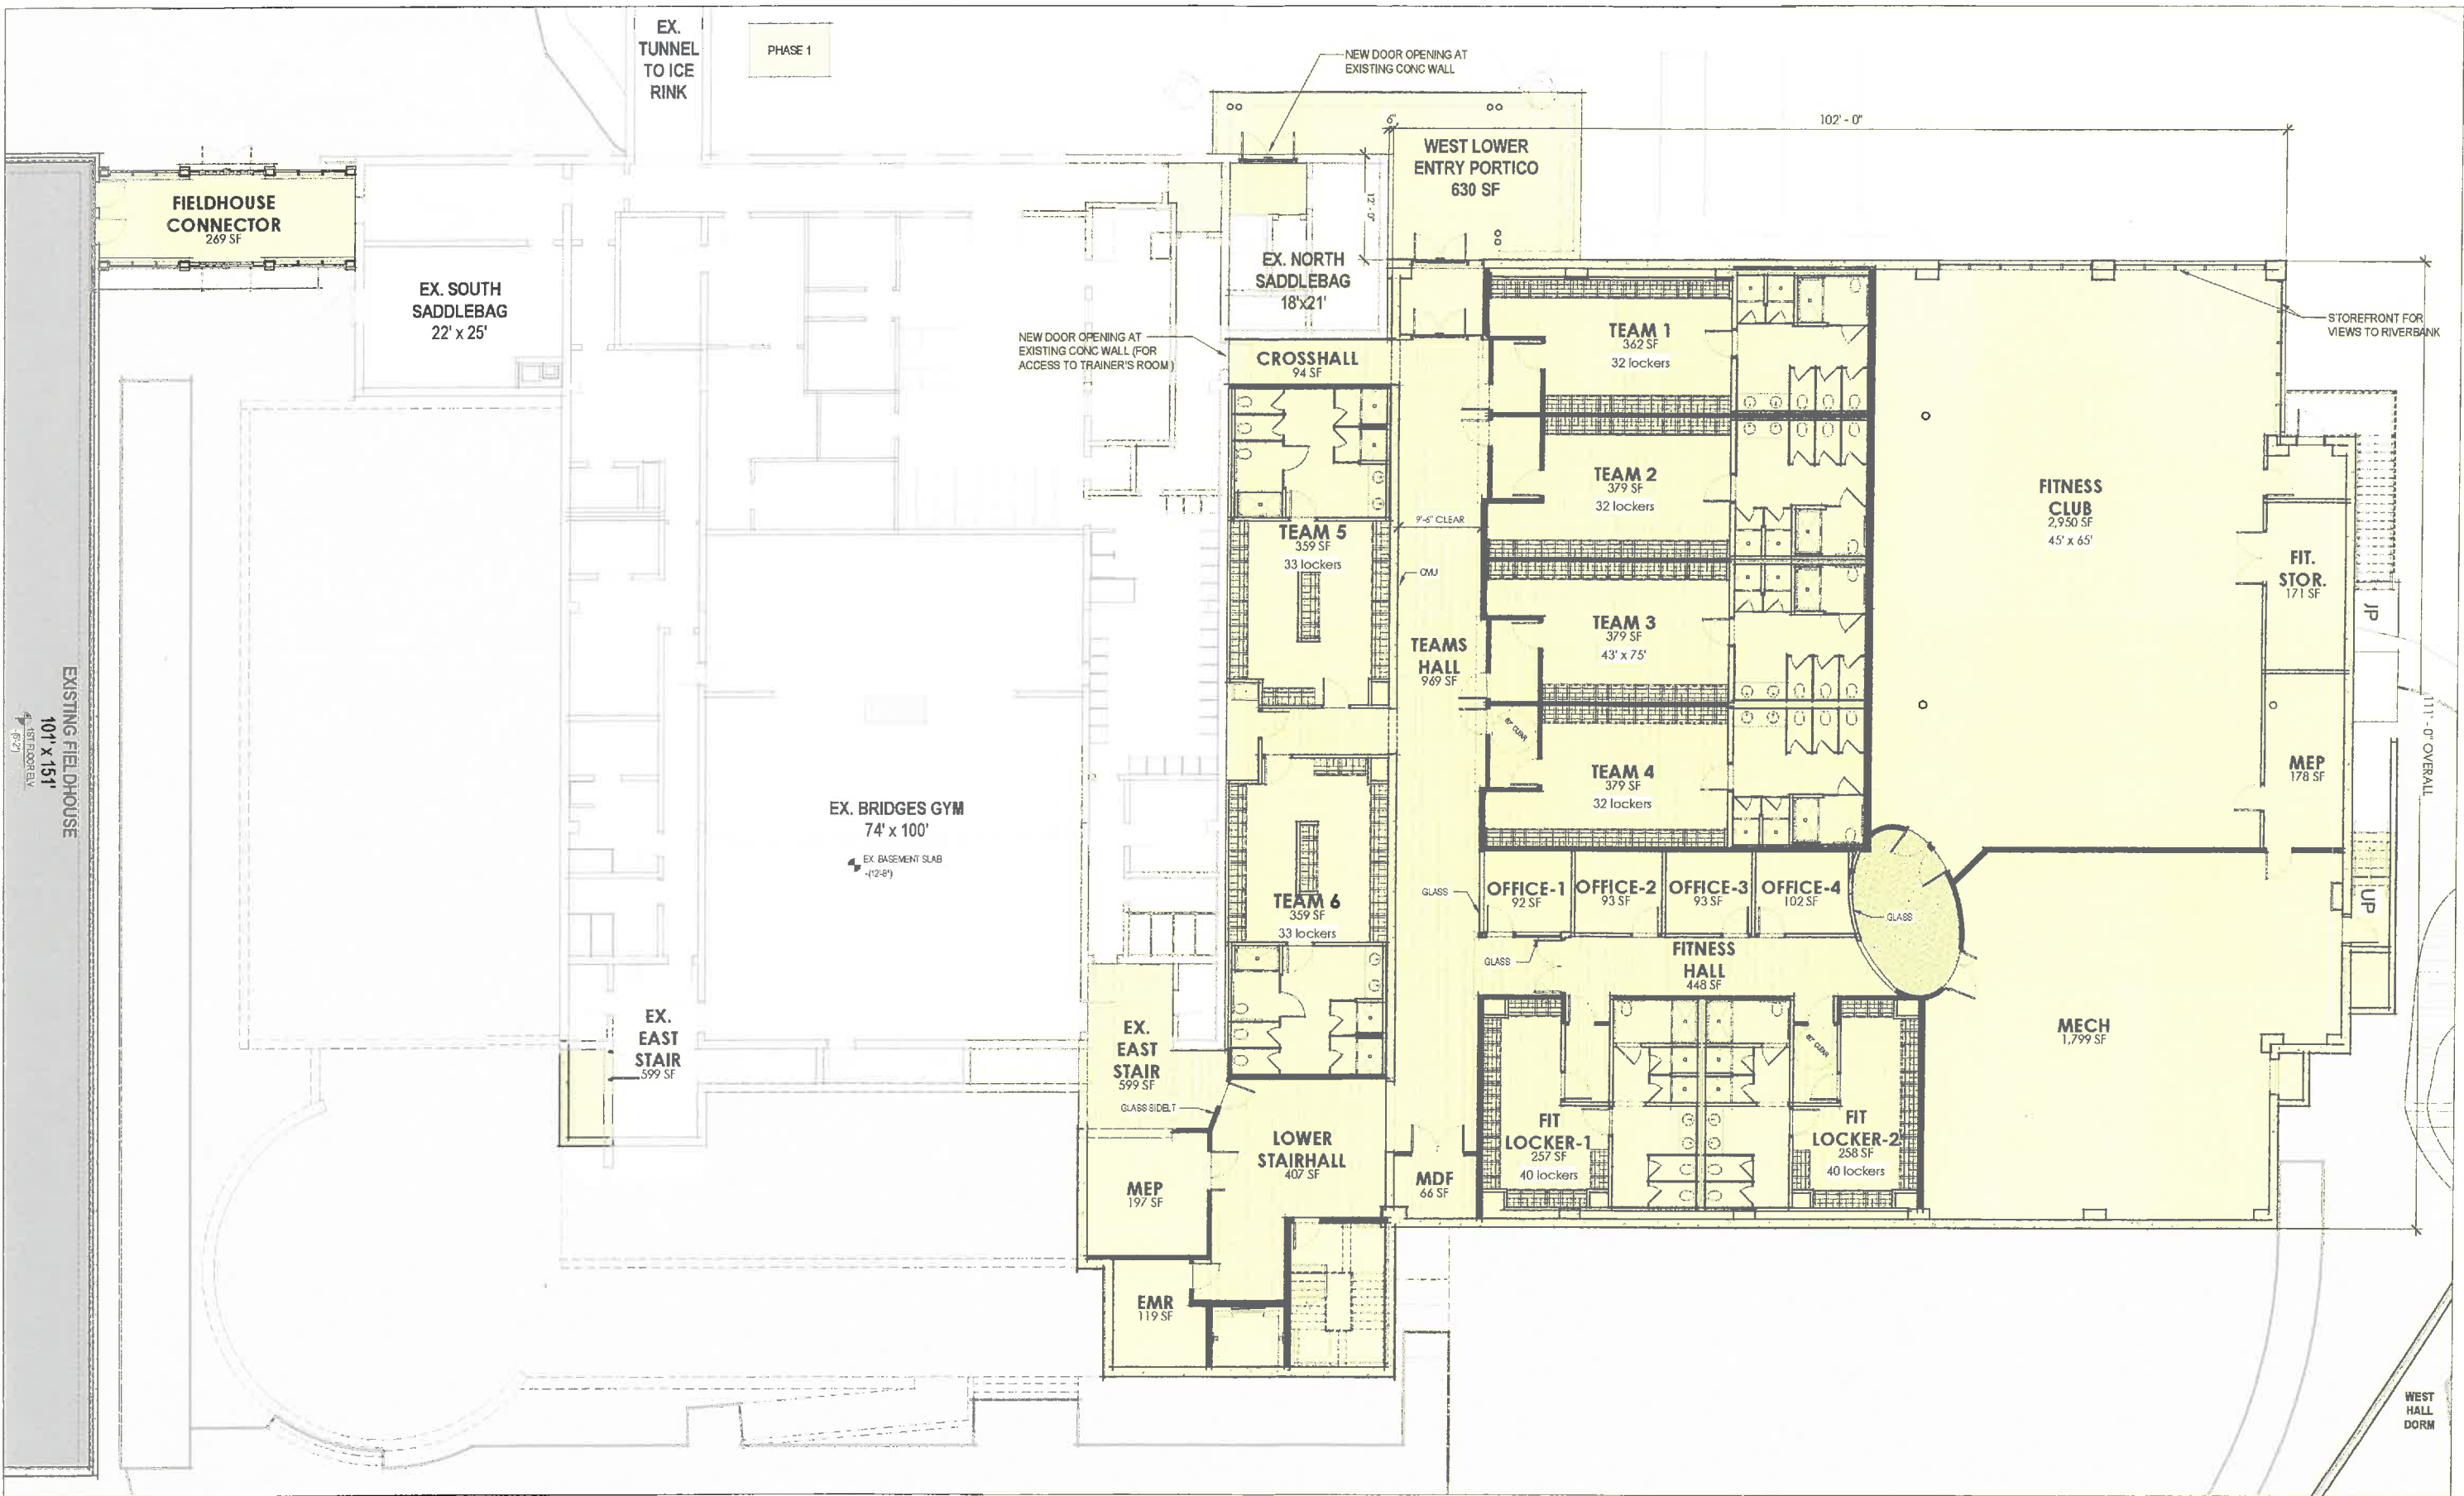 EX.
TUNNEL
TO ICE
RINK
PHASE 1
NEW DOOR OPENING AT
EXISTING CONC WALL
6"
102' - 0"
WEST LOWER
ENTRY PORTICO
630 SF
12' - 0"
FIELDHOUSE
CONNECTOR
269 SF
EX. SOUTH
SADDLEBAG
22' x 25'
EX. NORTH
SADDLEBAG
18'x21'
NEW DOOR OPENING AT
EXISTING CONC WALL (FOR
ACCESS TO TRAINER'S ROOM)
CROSSHALL
94 SF
TEAM 1
362 SF
32 lockers
STOREFRONT FOR
VIEWS TO RIVERBANK
TEAM 2
379 SF
32 lockers
FITNESS
CLUB
2,950 SF
45' x 65'
9'-6" CLEAR
TEAM 5
359 SF
33 lockers
CMU
FIT.
STOR.
171 SF
UP
TEAM 3
379 SF
43' x 75'
TEAMS
HALL
969 SF
EXISTING FIELDHOUSE
101' x 151'
1ST FLOOR ELV.
-(6'-2")
111' - 0" OVERALL
60" CLEAR
TEAM 4
379 SF
32 lockers
MEP
178 SF
EX. BRIDGES GYM
74' x 100'
EX. BASEMENT SLAB
-(12'-8")
TEAM 6
359 SF
33 lockers
GLASS
OFFICE-1
92 SF
OFFICE-2
93 SF
OFFICE-3
93 SF
OFFICE-4
102 SF
GLASS
UP
GLASS
FITNESS
HALL
448 SF
EX.
EAST
STAIR
599 SF
EX.
EAST
STAIR
599 SF
GLASS SIDELT
MECH
1,799 SF
60" CLEAR
FIT
LOCKER-1
257 SF
40 lockers
FIT
LOCKER-2
258 SF
40 lockers
LOWER
STAIRHALL
407 SF
MDF
66 SF
MEP
197 SF
EMR
119 SF
WEST
HALL
DORM